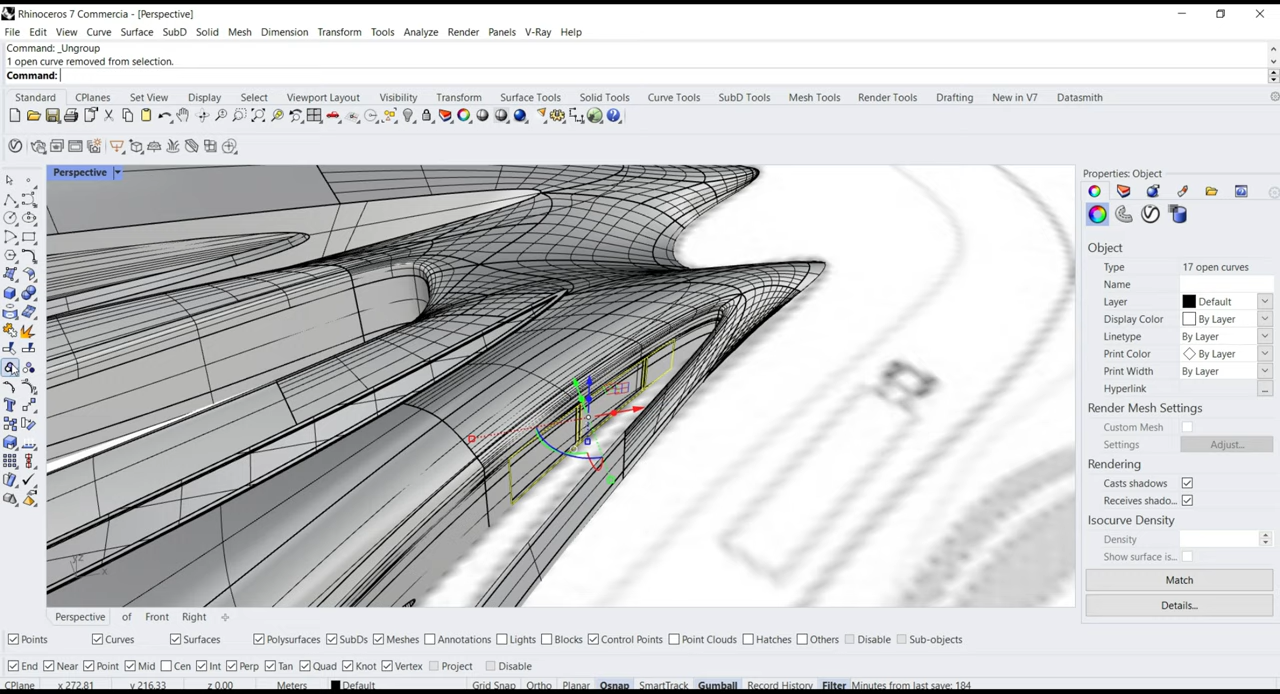 Rhinoceros 7 Commercia - [Perspective]
File Edit View Curve Surface SubD Solid Mesh Dimension Transform Tools Analyze Render Panels V-Ray Help
Command: _Ungroup
1 open curve removed from selection.
Command:
Standard CPlanes Set View Display Select Viewport Layout Visibility Transform Surface Tools Solid Tools Curve Tools SubD Tools Mesh Tools Render Tools Drafting New in V7 Datasmith
Perspective
Properties: Object
Object
Type 17 open curves
Name
Layer Default
Display Color By Layer
Linetype By Layer
Print Color By Layer
Print Width By Layer
Hyperlink ...
Render Mesh Settings
Custom Mesh
Settings Adjust...
Rendering
Casts shadows
Receives shado...
Isocurve Density
Density
Show surface is...
Match
Details...
Perspective of Front Right
Points Curves Surfaces Polysurfaces SubDs Meshes Annotations Lights Blocks Control Points Point Clouds Hatches Others Disable Sub-objects
End Near Point Mid Cen Int Perp Tan Quad Knot Vertex Project Disable
CPlane x 272.81 y 216.33 z 0.00 Meters Default Grid Snap Ortho Planar Osnap SmartTrack Gumball Record History Filter Minutes from last save: 184